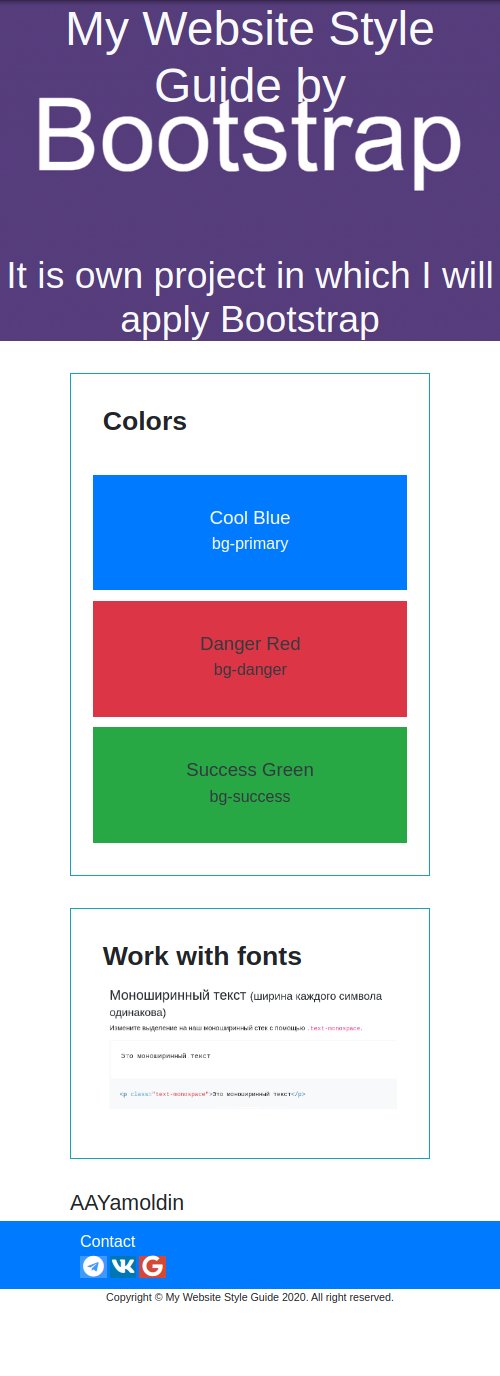 My Website Style
Guide by
Bootstrap
It is own project in which I will
apply Bootstrap
Colors
Cool Blue
bg-primary
Danger Red
bg-danger
Success Green
bg-success
Work with fonts
Моноширинный текст (ширина каждого символа
одинакова)
Измените выделение на наш моноширинный стек с помощью .text-monospace.
Это моноширинный текст
<p class="text-monospace">Это моноширинный текст</p>
AAYamoldin
Contact
Copyright © My Website Style Guide 2020. All right reserved.